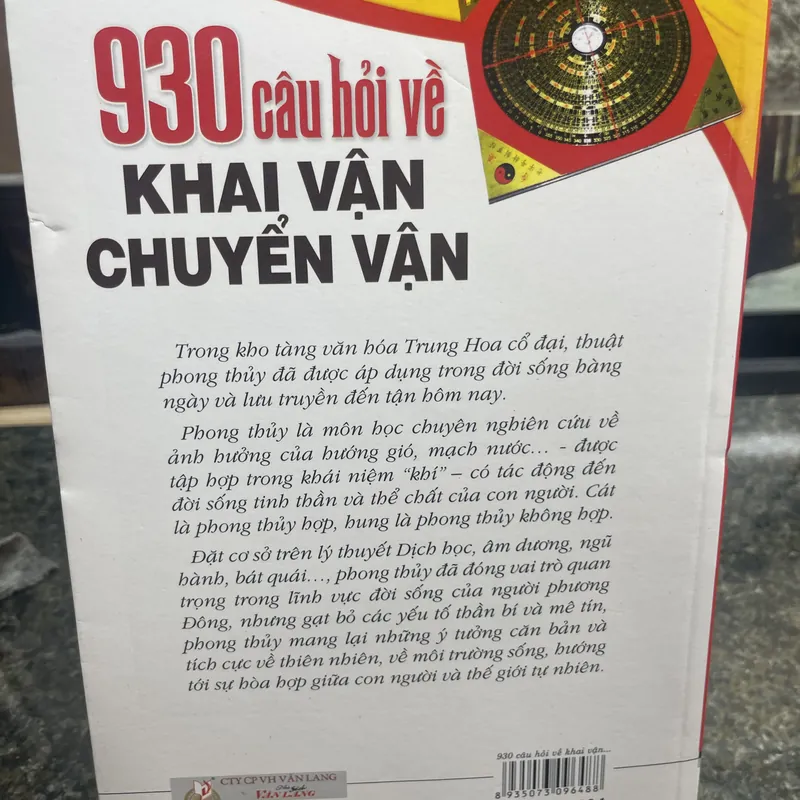 930 câu hỏi về
KHAI VẬN
CHUYỂN VẬN
Trong kho tàng văn hóa Trung Hoa cổ đại, thuật
phong thủy đã được áp dụng trong đời sống hàng
ngày và lưu truyền đến tận hôm nay.
Phong thủy là môn học chuyên nghiên cứu về
ảnh hưởng của hướng gió, mạch nước... - được
tập hợp trong khái niệm “khí” – có tác động đến
đời sống tinh thần và thể chất của con người. Cát
là phong thủy hợp, hung là phong thủy không hợp.
Đặt cơ sở trên lý thuyết Dịch học, âm dương, ngũ
hành, bát quái..., phong thủy đã đóng vai trò quan
trọng trong lĩnh vực đời sống của người phương
Đông, nhưng gạt bỏ các yếu tố thần bí và mê tín,
phong thủy mang lại những ý tưởng căn bản và
tích cực về thiên nhiên, về môi trường sống, hướng
tới sự hòa hợp giữa con người và thế giới tự nhiên.
930 câu hỏi về khai vận...
8 935073 096488
CTY CP VH VĂN LANG
VĂN LANG